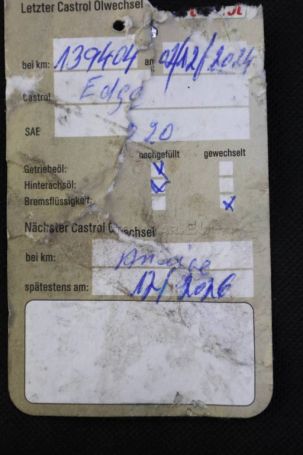 Letzter Castrol Ölwechsel
bei km: 139404 am 02/12/2024
Castrol Edge
SAE 20
nachgefüllt gewechselt
Getriebeöl:
Hinterachsöl:
Bremsflüssigkeit:
Nächster Castrol Ölwechsel
bei km:
spätestens am: 12/2026